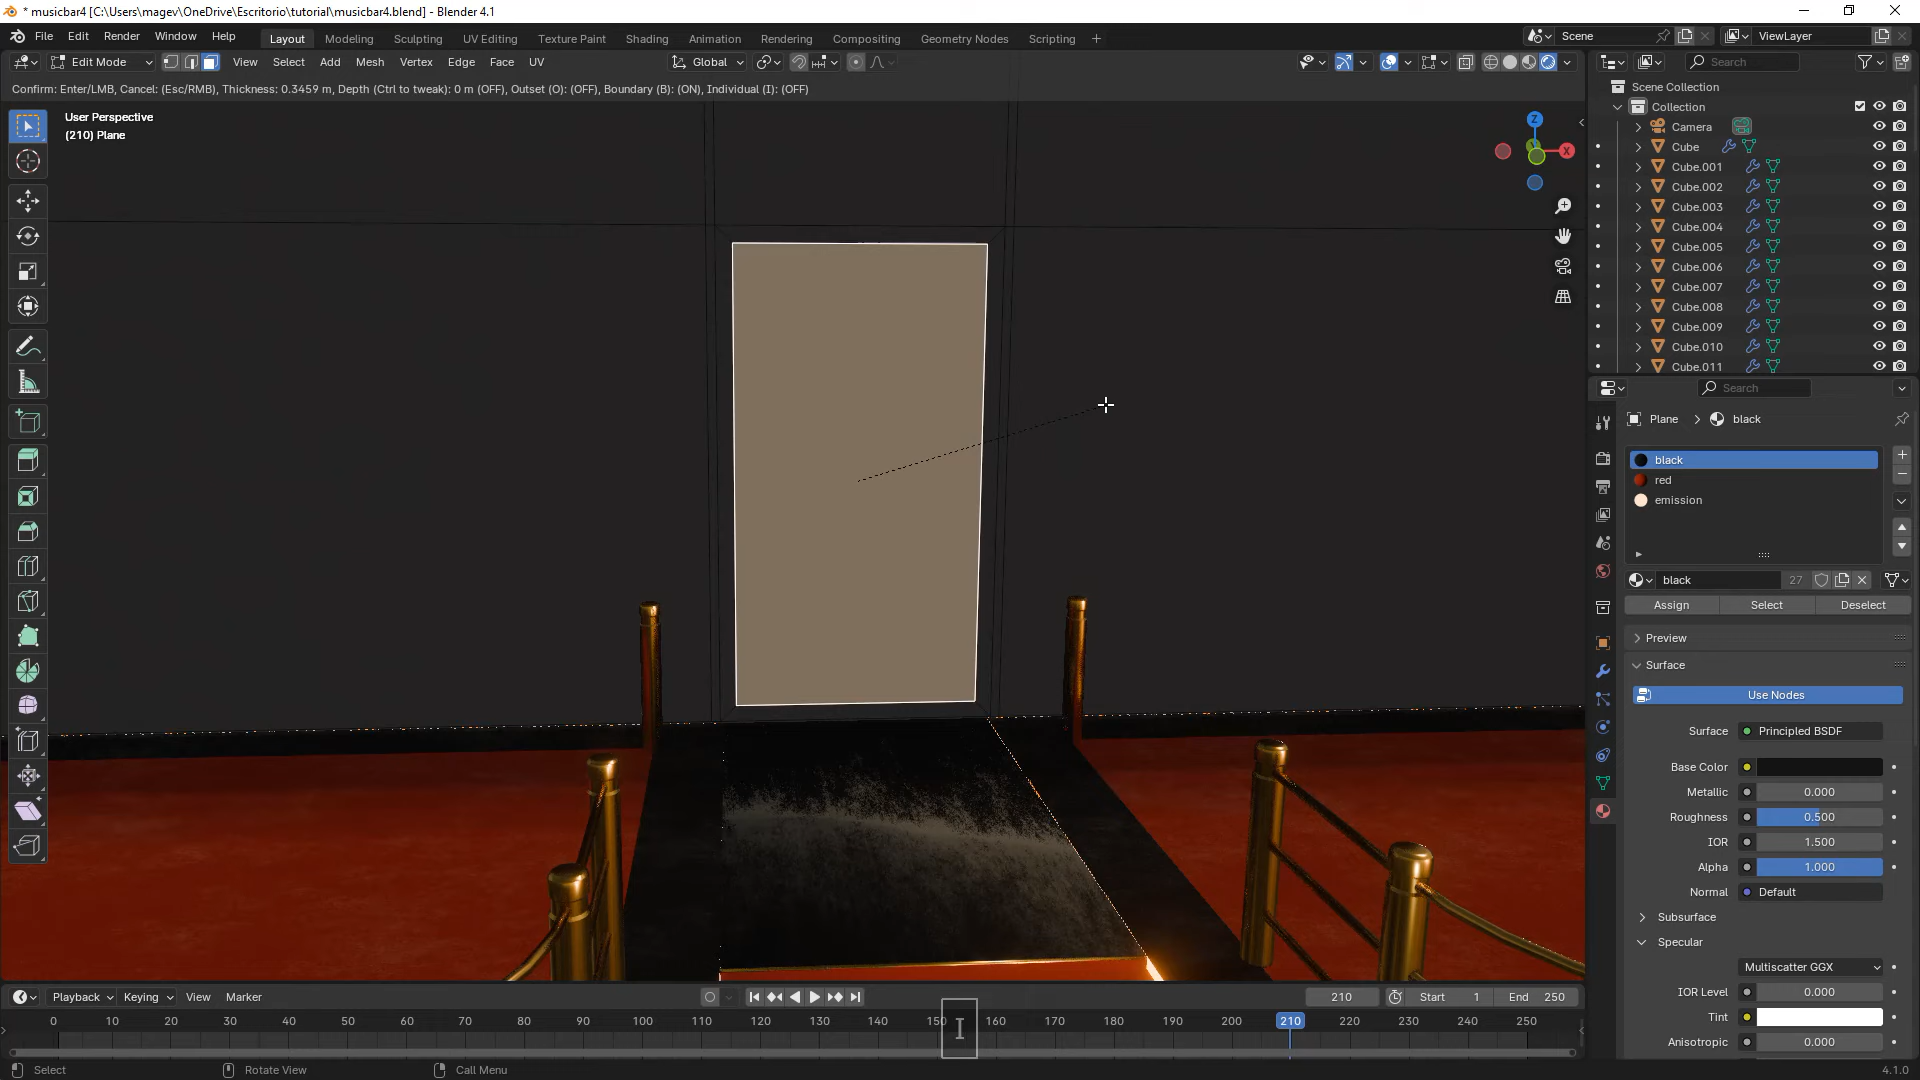 * musicbar4 [C:\Users\magev\OneDrive\Escritorio\tutorial\musicbar4.blend] - Blender 4.1
File Edit Render Window Help Layout Modeling Sculpting UV Editing Texture Paint Shading Animation Rendering Compositing Geometry Nodes Scripting + Scene ViewLayer
Edit Mode View Select Add Mesh Vertex Edge Face UV Global Search
Confirm: Enter/LMB, Cancel: (Esc/RMB), Thickness: 0.3459 m, Depth (Ctrl to tweak): 0 m (OFF), Outset (O): (OFF), Boundary (B): (ON), Individual (I): (OFF)
User Perspective
(210) Plane
Z
X
Scene Collection
Collection
Camera
Cube
Cube.001
Cube.002
Cube.003
Cube.004
Cube.005
Cube.006
Cube.007
Cube.008
Cube.009
Cube.010
Cube.011
Search
Plane > black
black
red
emission
black 27
Assign Select Deselect
Preview
Surface
Use Nodes
Surface Principled BSDF
Base Color
Metallic 0.000
Roughness 0.500
IOR 1.500
Alpha 1.000
Normal Default
Subsurface
Specular
Multiscatter GGX
IOR Level 0.000
Tint
Anisotropic 0.000
Playback Keying View Marker 210 Start 1 End 250
0 10 20 30 40 50 60 70 80 90 100 110 120 130 140 150 160 170 180 190 200 210 220 230 240 250
I
Select Rotate View Call Menu 4.1.0